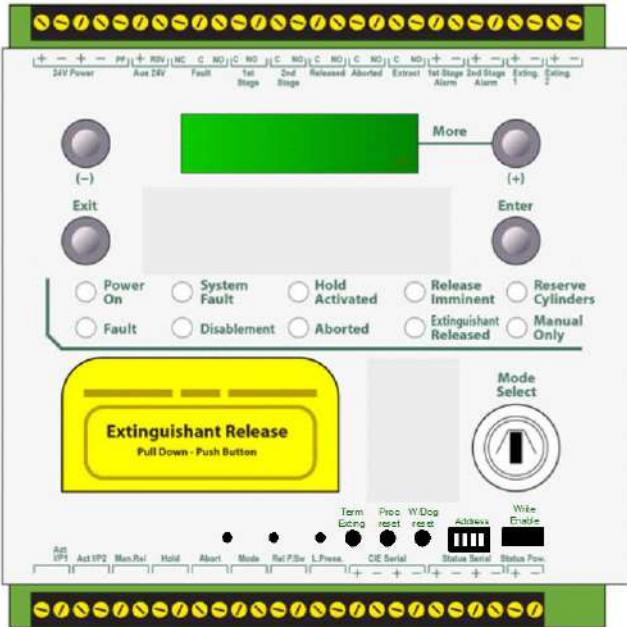 + - + - PF + RSV NC C NO C NO C NO C NO C NO C NO + - + - + - + -
24V Power Aux 24V Fault 1st Stage 2nd Stage Released Aborted Extract 1st Stage Alarm 2nd Stage Alarm Exting. 1 Exting. 2
More
(-) (+)
Exit Enter
Power On System Fault Hold Activated Release Imminent Reserve Cylinders
Fault Disablement Aborted Extinguishant Released Manual Only
Mode Select
Extinguishant Release
Pull Down - Push Button
Term Exting Proc reset W/Dog reset Address Write Enable
Act I/P1 Act I/P2 Man.Rel Hold Abort Mode Rel P.Sw L.Press. CIE Serial Status Serial Status Pow.
+ - + - + - + - + -